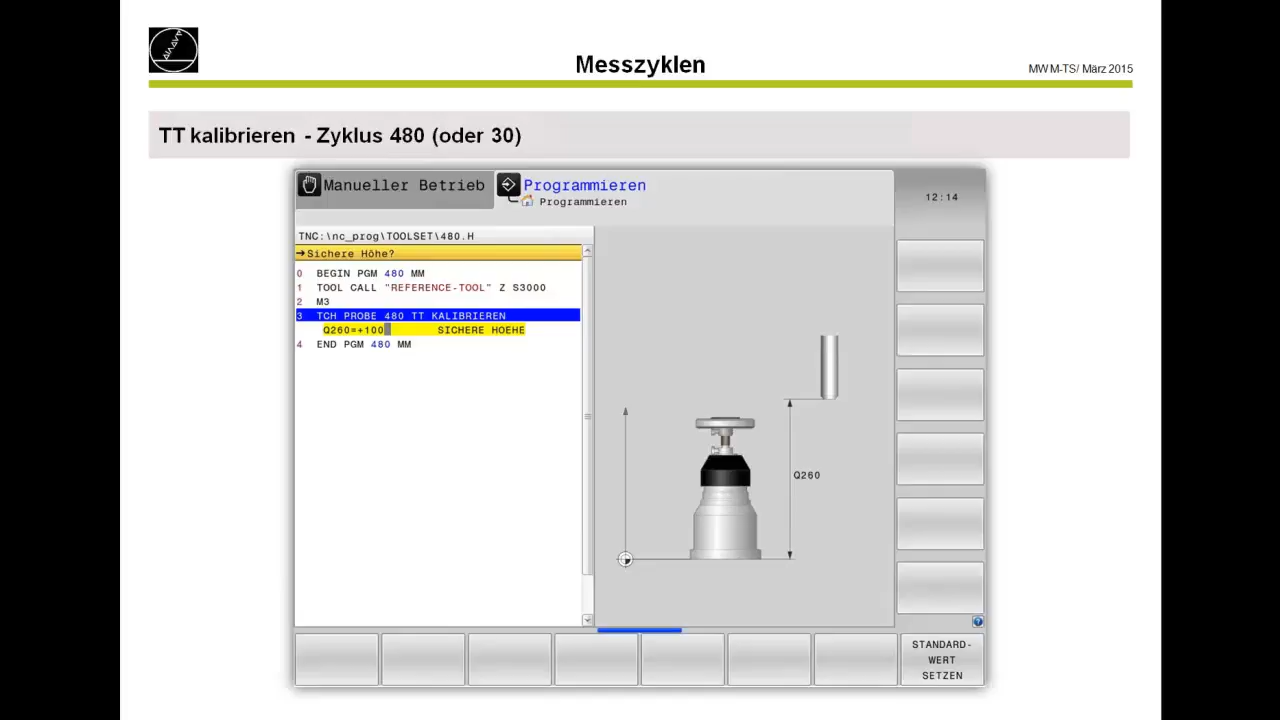 Messzyklen
MW M-TS/ März 2015
TT kalibrieren - Zyklus 480 (oder 30)
Manueller Betrieb
Programmieren
Programmieren
12:14
TNC:\nc_prog\TOOLSET\480.H
→Sichere Höhe?
0 BEGIN PGM 480 MM
1 TOOL CALL "REFERENCE-TOOL" Z S3000
2 M3
3 TCH PROBE 480 TT KALIBRIEREN
Q260=+100 SICHERE HOEHE
4 END PGM 480 MM
Q260
STANDARD-
WERT
SETZEN